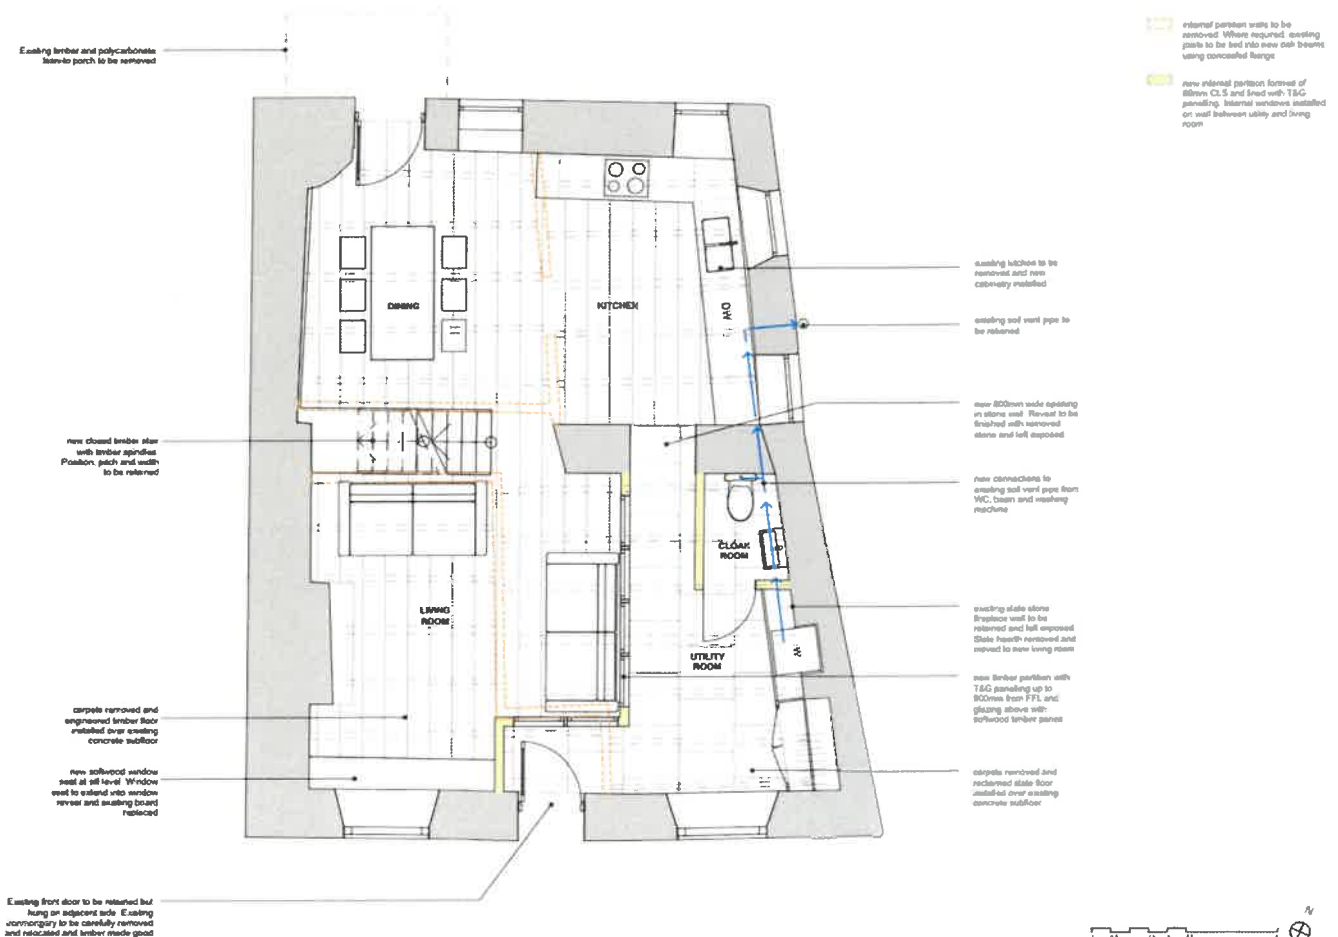 Existing timber and polycarbonate
lean-to porch to be removed
internal partition walls to be
removed. Where required, existing
joists to be tied into new oak beams
using concealed flange
new internal partition formed of
89mm CLS and lined with T&G
panelling. Internal windows installed
on wall between utility and living
room
DINING
KITCHEN
DW
existing kitchen to be
removed and new
cabinetry installed
existing soil vent pipe to
be retained
new 800mm wide opening
in stone wall. Reveal to be
finished with removed
stone and left exposed
new closed timber stair
with timber spindles.
Position, pitch and width
to be retained
new connections to
existing soil vent pipe from
WC, basin and washing
machine
CLOAK
ROOM
LIVING
ROOM
UTILITY
ROOM
existing slate stone
fireplace wall to be
retained and left exposed.
Slate hearth removed and
moved to new living room
new timber partition with
T&G panelling up to
900mm from FFL and
glazing above with
softwood timber panes
carpets removed and
engineered timber floor
installed over existing
concrete subfloor
new softwood window
seat at sill level. Window
seat to extend into window
reveal and existing board
replaced
carpets removed and
reclaimed slate floor
installed over existing
concrete subfloor
Existing front door to be retained but
hung on adjacent side. Existing
ironmongery to be carefully removed
and relocated and timber made good
N